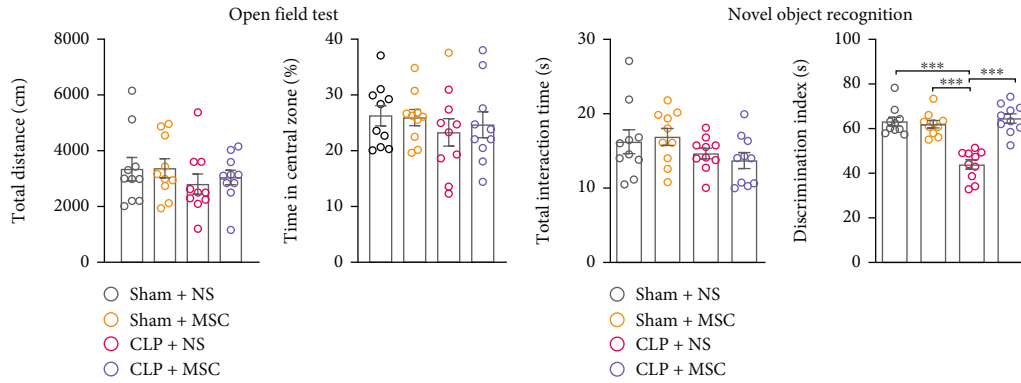 Open field test
Novel object recognition
Total distance (cm)
8000
6000
4000
2000
0
Time in central zone (%)
40
30
20
10
0
Total interaction time (s)
30
20
10
0
Discrimination index (s)
100
80
60
40
20
0
***
***
***
Sham + NS
Sham + MSC
CLP + NS
CLP + MSC
Sham + NS
Sham + MSC
CLP + NS
CLP + MSC